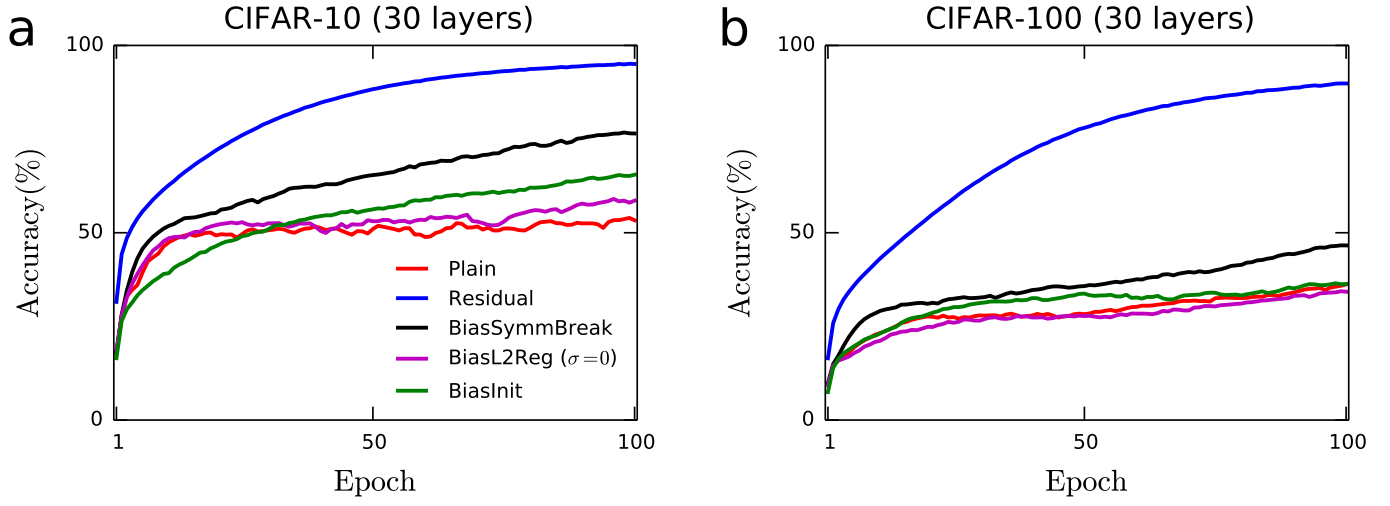 a
CIFAR-10 (30 layers)
100
50
0
Accuracy(%)
Plain
Residual
BiasSymmBreak
BiasL2Reg (σ=0)
BiasInit
1
50
100
Epoch
b
CIFAR-100 (30 layers)
100
50
0
Accuracy(%)
1
50
100
Epoch